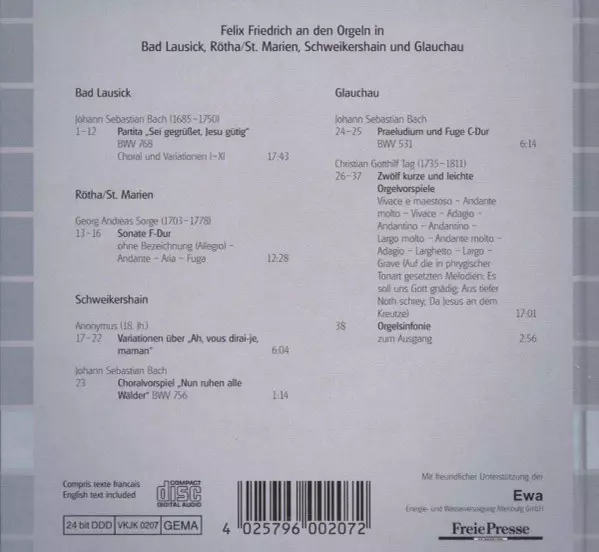 Felix Friedrich an den Orgeln in
Bad Lausick, Rötha/St. Marien, Schweikershain und Glauchau
Bad Lausick
Johann Sebastian Bach (1685–1750)
1–12 Partita „Sei gegrüßet, Jesu gütig"
BWV 768
Choral und Variationen I–XI 17:43
Rötha/St. Marien
Georg Andreas Sorge (1703–1778)
13–16 Sonate F-Dur
ohne Bezeichnung (Allegro) –
Andante – Aria – Fuga 12:28
Schweikershain
Anonymus (18. Jh.)
17–22 Variationen über „Ah, vous dirai-je,
maman" 6:04
Johann Sebastian Bach
23 Choralvorspiel „Nun ruhen alle
Wälder" BWV 756 1:14
Glauchau
Johann Sebastian Bach
24–25 Praeludium und Fuge C-Dur
BWV 531 6:14
Christian Gotthilf Tag (1735–1811)
26–37 Zwölf kurze und leichte
Orgelvorspiele
Vivace e maestoso – Andante
molto – Vivace – Adagio –
Andantino – Andantino –
Largo molto – Andante molto –
Adagio – Larghetto – Largo –
Grave (Auf die in phrygischer
Tonart gesetzten Melodien: Es
soll uns Gott gnädig; Aus tiefer
Noth schrey; Da Jesus an dem
Kreutze) 17:01
38 Orgelsinfonie
zum Ausgang 2:56
Compris texte francais
English text included
COMPACT
disc
DIGITAL AUDIO
24 bit DDD VKJK 0207 GEMA
4 025796 002072
Mit freundlicher Unterstützung der
Ewa
Energie- und Wasserversorgung Altenburg GmbH
Freie Presse